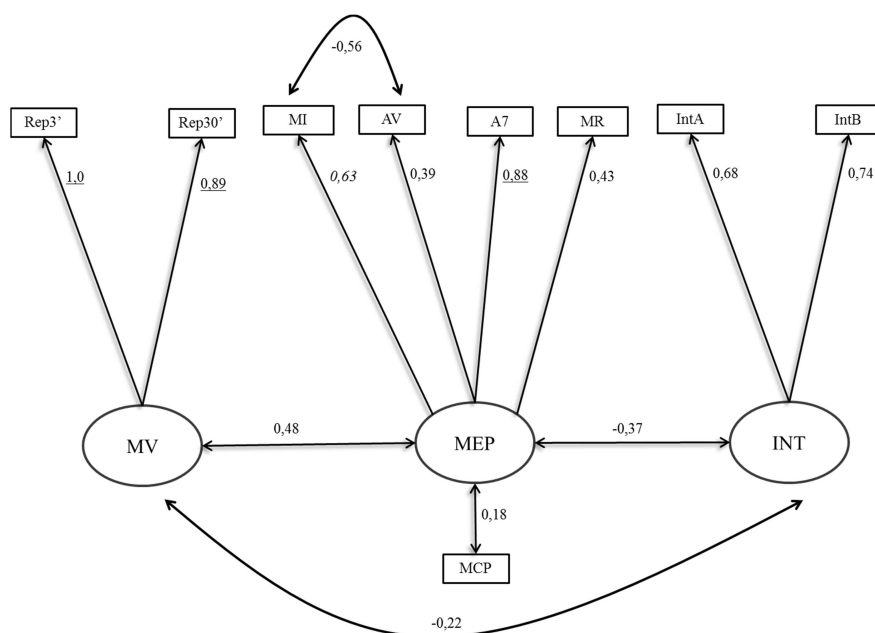 -0,56
Rep3’
Rep30’
MI
AV
A7
MR
IntA
IntB
1,0
0,89
0,63
0,39
0,88
0,43
0,68
0,74
MV
0,48
MEP
-0,37
INT
0,18
MCP
-0,22